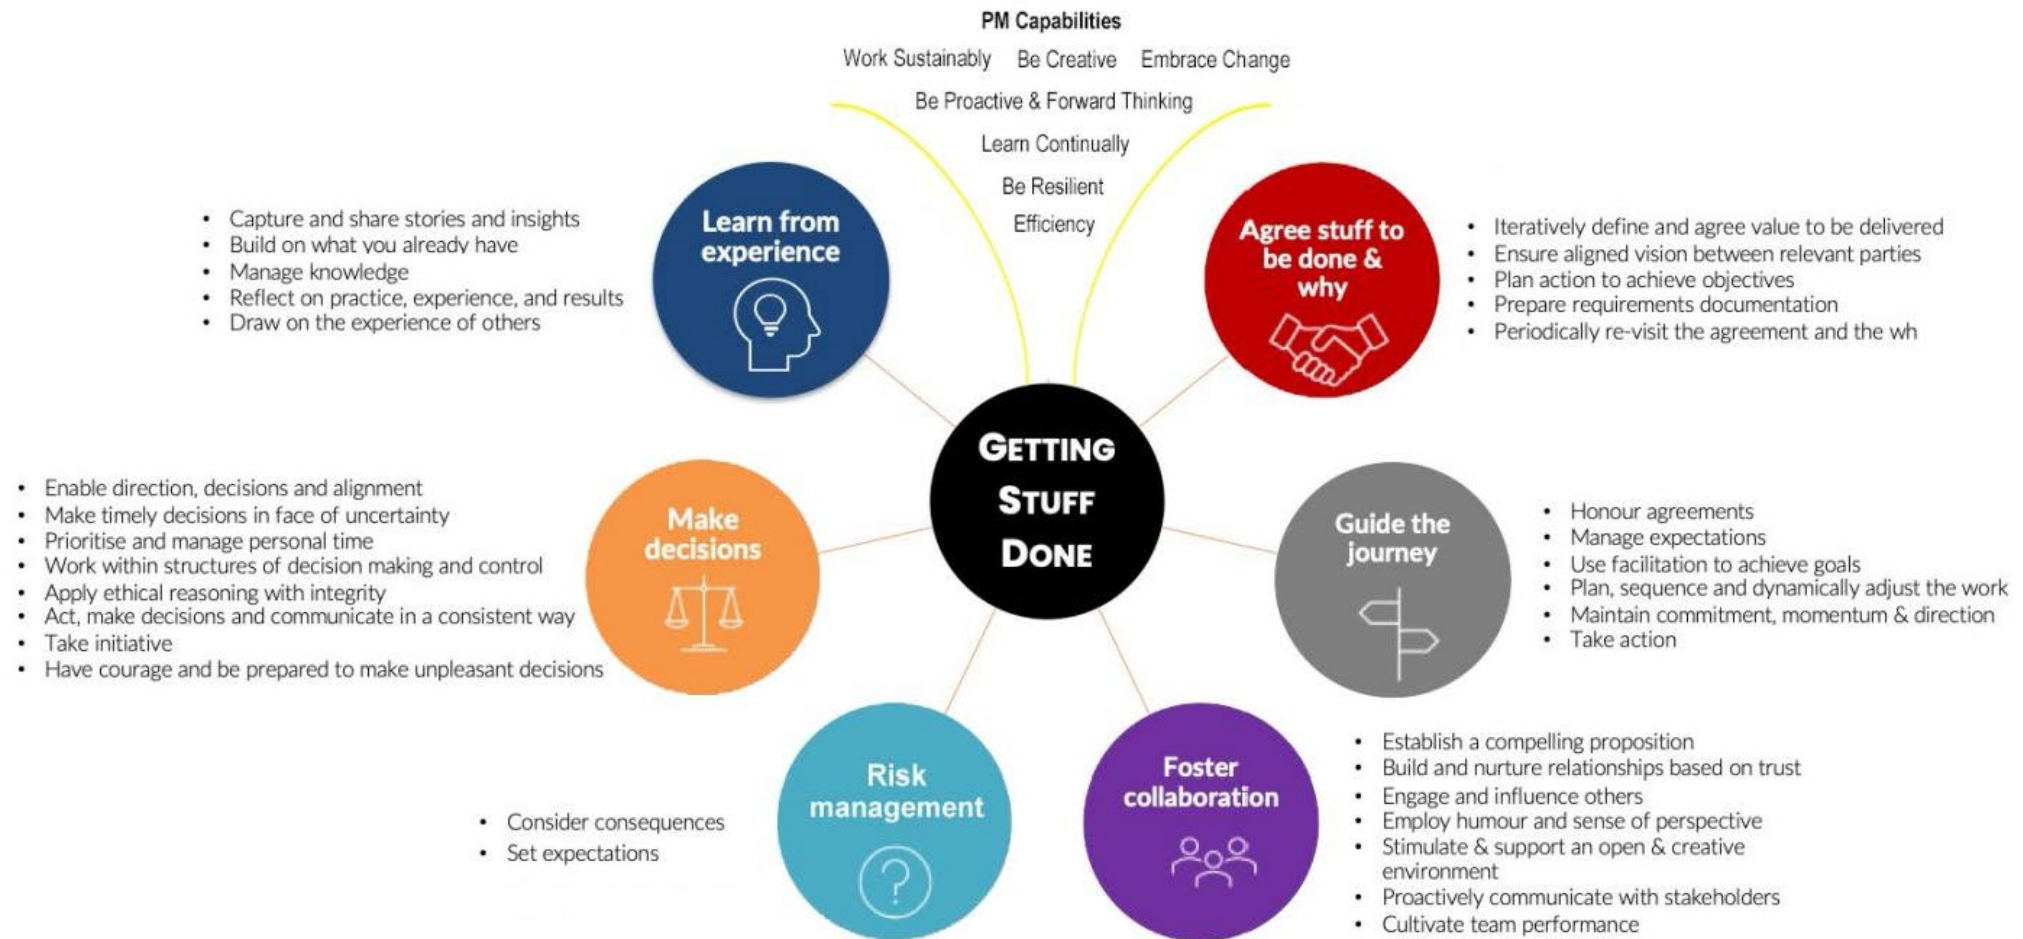 PM Capabilities
Work Sustainably Be Creative Embrace Change
Be Proactive & Forward Thinking
Learn Continually
Be Resilient
Efficiency
Learn from
experience
• Capture and share stories and insights
• Build on what you already have
• Manage knowledge
• Reflect on practice, experience, and results
• Draw on the experience of others
Agree stuff to
be done &
why
• Iteratively define and agree value to be delivered
• Ensure aligned vision between relevant parties
• Plan action to achieve objectives
• Prepare requirements documentation
• Periodically re-visit the agreement and the wh
GETTING
STUFF
DONE
Make
decisions
• Enable direction, decisions and alignment
• Make timely decisions in face of uncertainty
• Prioritise and manage personal time
• Work within structures of decision making and control
• Apply ethical reasoning with integrity
• Act, make decisions and communicate in a consistent way
• Take initiative
• Have courage and be prepared to make unpleasant decisions
Guide the
journey
• Honour agreements
• Manage expectations
• Use facilitation to achieve goals
• Plan, sequence and dynamically adjust the work
• Maintain commitment, momentum & direction
• Take action
Risk
management
?
• Consider consequences
• Set expectations
Foster
collaboration
• Establish a compelling proposition
• Build and nurture relationships based on trust
• Engage and influence others
• Employ humour and sense of perspective
• Stimulate & support an open & creative
environment
• Proactively communicate with stakeholders
• Cultivate team performance